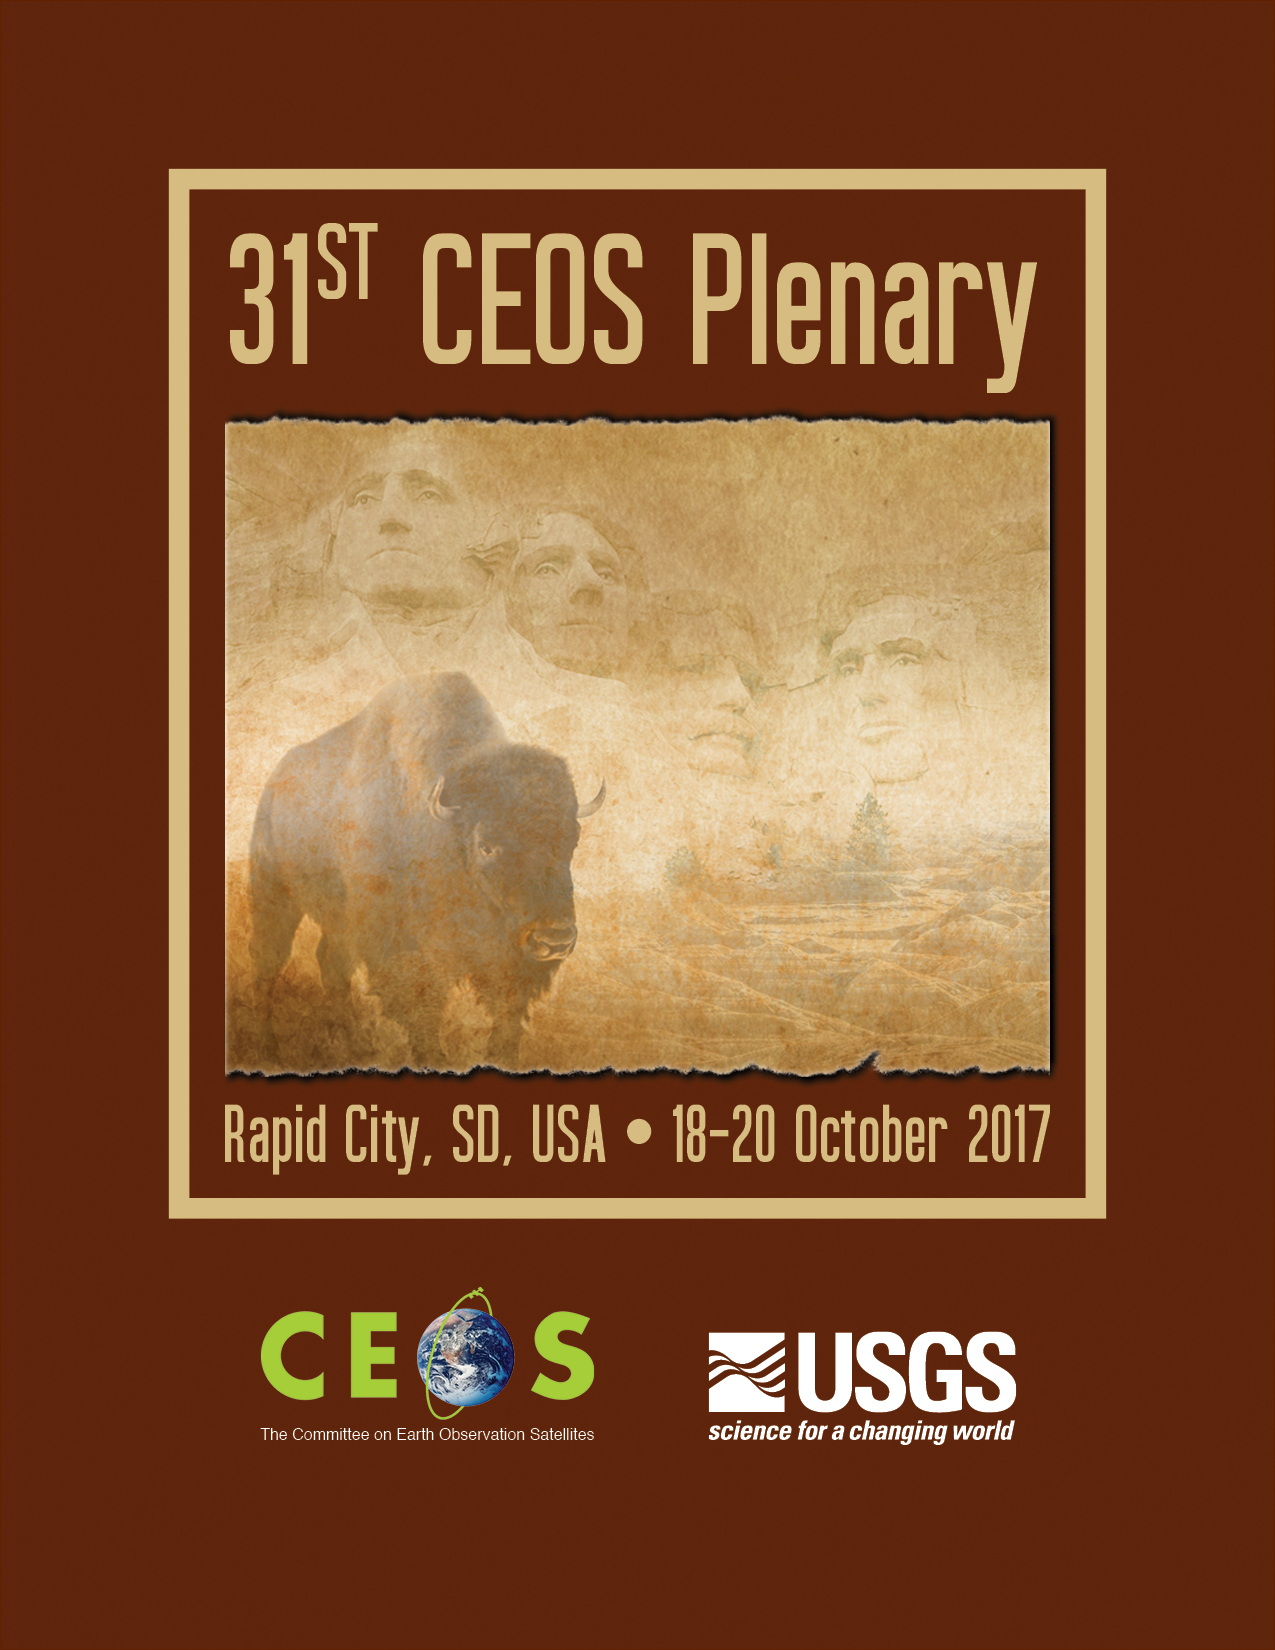 31ST CEOS Plenary
Rapid City, SD, USA • 18-20 October 2017
CEOS
The Committee on Earth Observation Satellites
USGS
science for a changing world